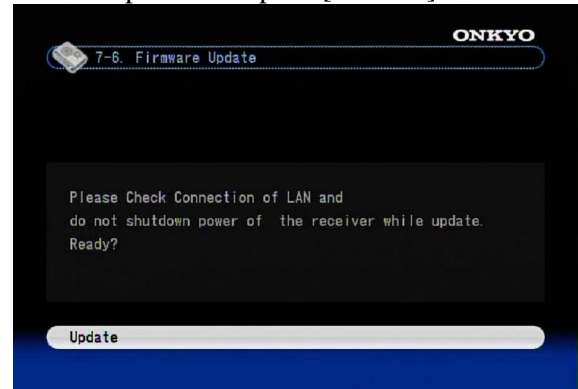 ONKYO
7-6. Firmware Update
Please Check Connection of LAN and
do not shutdown power of the receiver while update.
Ready?
Update